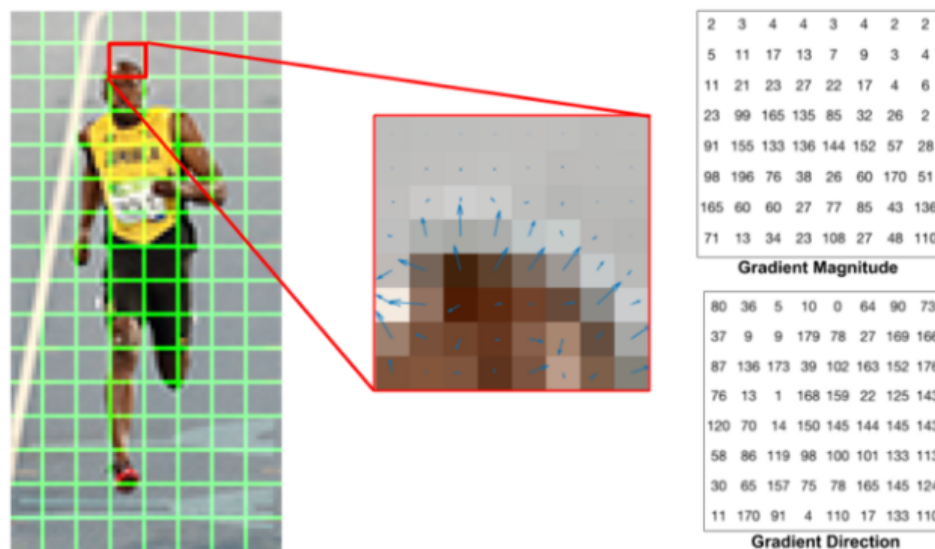 2 3 4 4 3 4 2 2
5 11 17 13 7 9 3 4
11 21 23 27 22 17 4 6
23 99 165 135 85 32 26 2
91 155 133 136 144 152 57 28
98 196 76 38 26 60 170 51
165 60 60 27 77 85 43 136
71 13 34 23 108 27 48 110
Gradient Magnitude
80 36 5 10 0 64 90 73
37 9 9 179 78 27 169 166
87 136 173 39 102 163 152 176
76 13 1 168 159 22 125 143
120 70 14 150 145 144 145 143
58 86 119 98 100 101 133 113
30 65 157 75 78 165 145 124
11 170 91 4 110 17 133 110
Gradient Direction